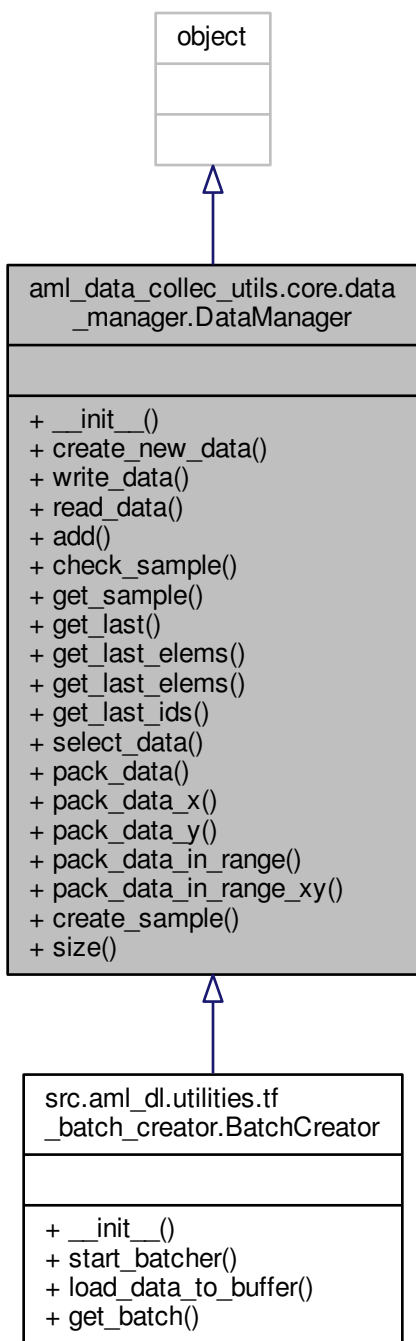 object
aml_data_collec_utils.core.data
_manager.DataManager
+ __init__()
+ create_new_data()
+ write_data()
+ read_data()
+ add()
+ check_sample()
+ get_sample()
+ get_last()
+ get_last_elems()
+ get_last_elems()
+ get_last_ids()
+ select_data()
+ pack_data()
+ pack_data_x()
+ pack_data_y()
+ pack_data_in_range()
+ pack_data_in_range_xy()
+ create_sample()
+ size()
src.aml_dl.utilities.tf
_batch_creator.BatchCreator
+ __init__()
+ start_batcher()
+ load_data_to_buffer()
+ get_batch()